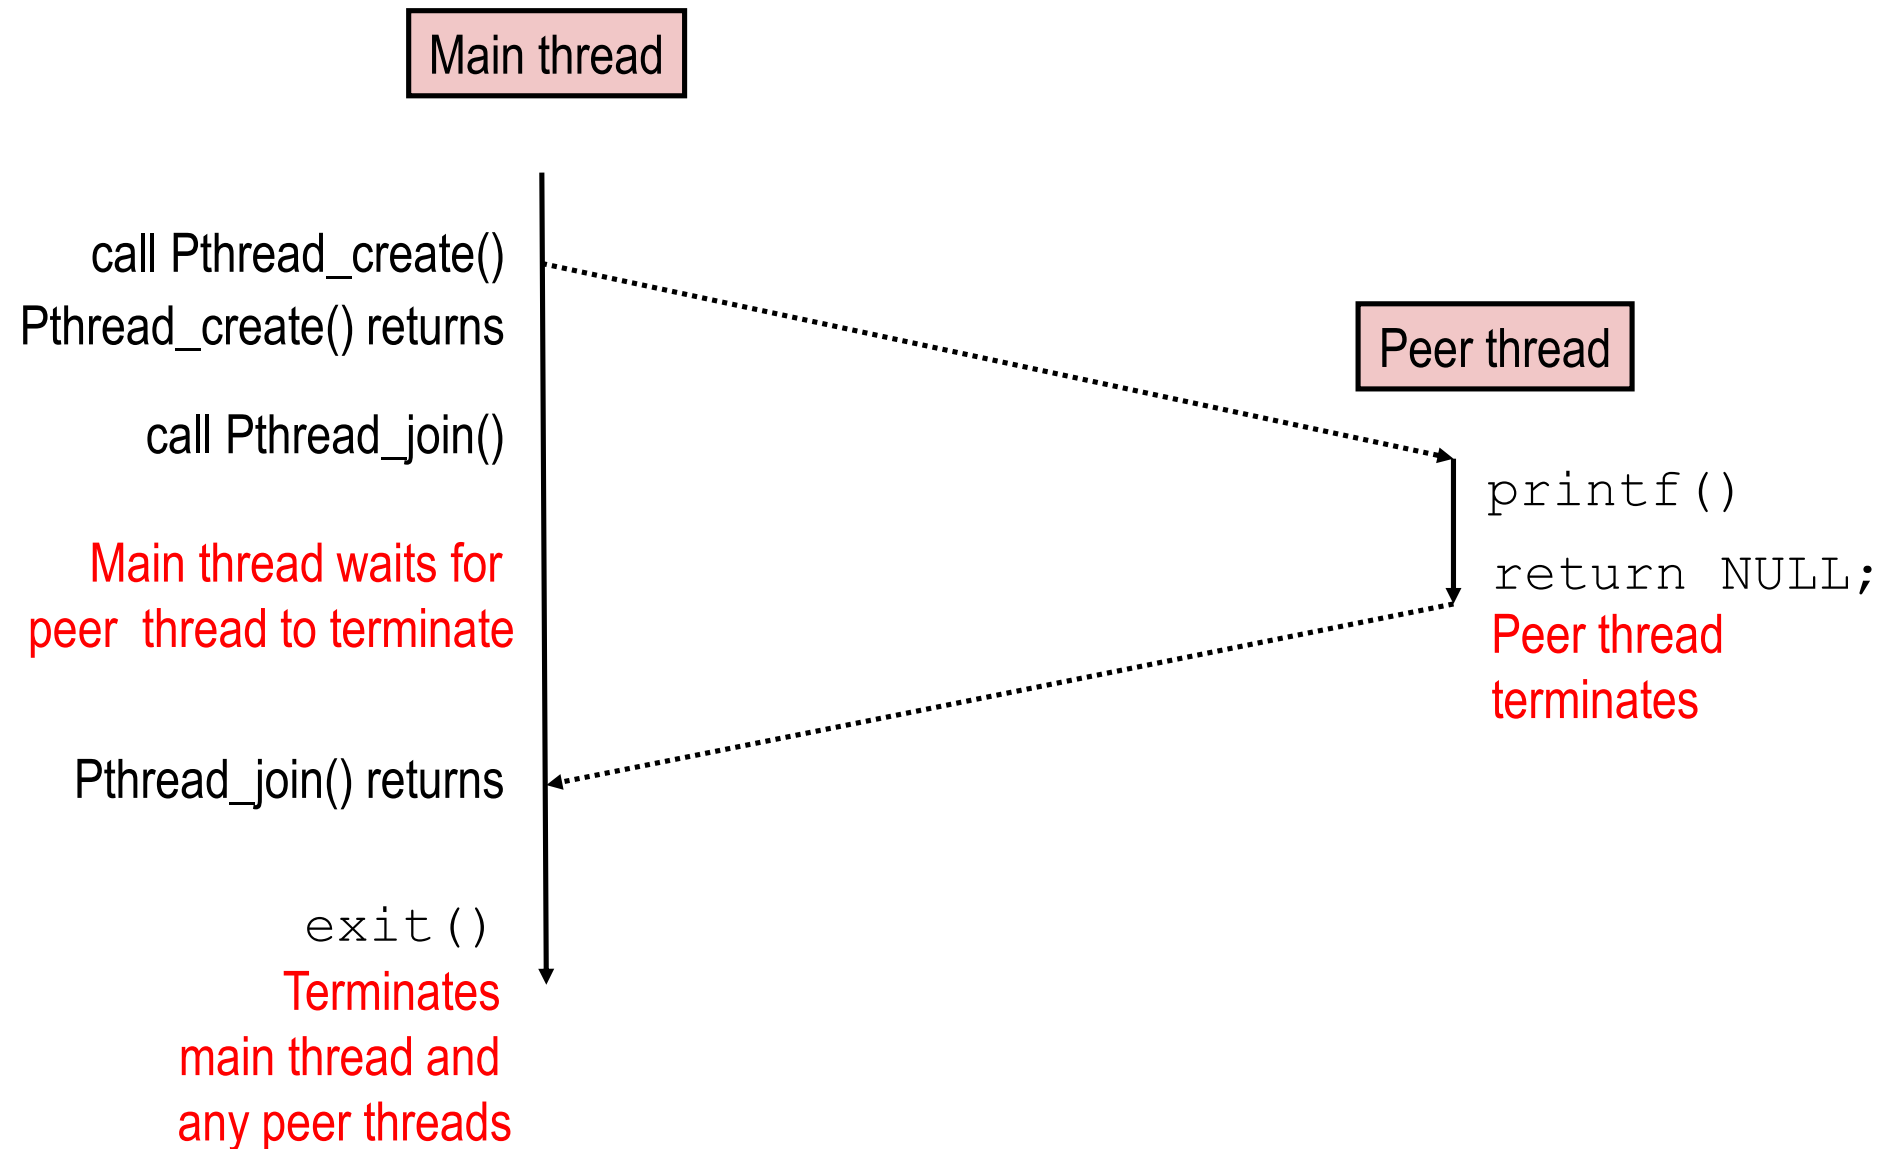 Main thread
call Pthread_create()
Pthread_create() returns
call Pthread_join()
Main thread waits for
peer  thread to terminate
Pthread_join() returns
exit()
Terminates
main thread and
any peer threads
Peer thread
printf()
return NULL;
Peer thread
terminates